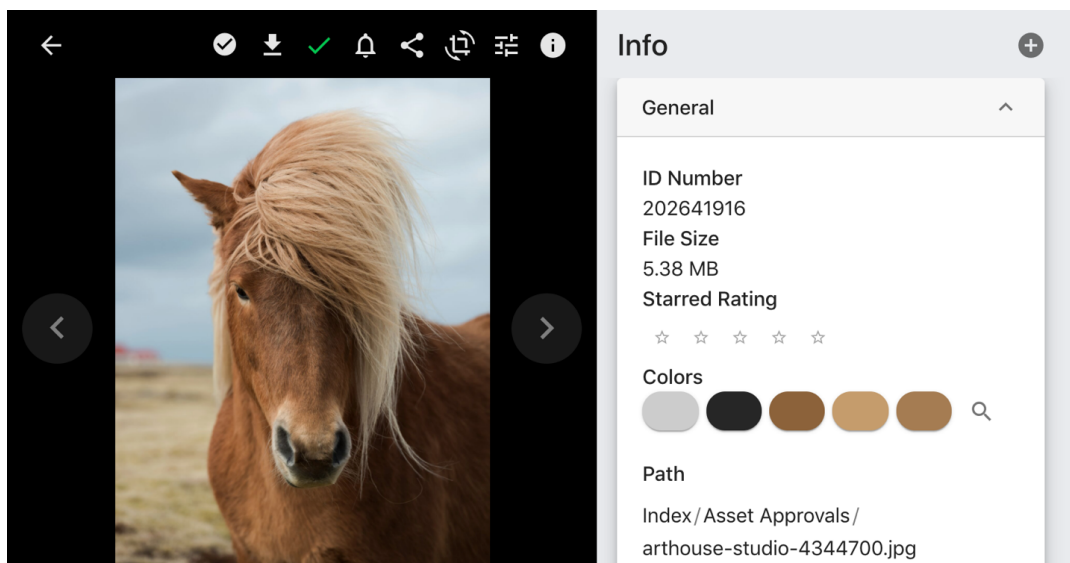 Info
General
ID Number
202641916
File Size
5.38 MB
Starred Rating
Colors
Path
Index/Asset Approvals/
arthouse-studio-4344700.jpg